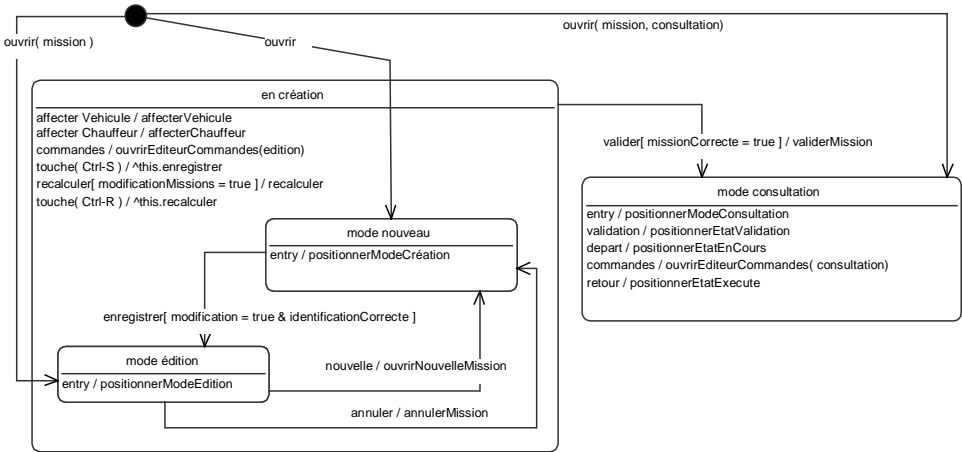 ouvrir( mission, consultation)
ouvrir( mission )
ouvrir
en création
affecter Vehicule / affecterVehicule
affecter Chauffeur / affecterChauffeur
commandes / ouvrirEditeurCommandes(edition)
touche( Ctrl-S ) / ^this.enregistrer
recalculer[ modificationMissions = true ] / recalculer
touche( Ctrl-R ) / ^this.recalculer
valider[ missionCorrecte = true ] / validerMission
mode consultation
entry / positionnerModeConsultation
validation / positionnerEtatValidation
depart / positionnerEtatEnCours
commandes / ouvrirEditeurCommandes( consultation)
retour / positionnerEtatExecute
mode nouveau
entry / positionnerModeCréation
enregistrer[ modification = true & identificationCorrecte ]
mode édition
entry / positionnerModeEdition
nouvelle / ouvrirNouvelleMission
annuler / annulerMission